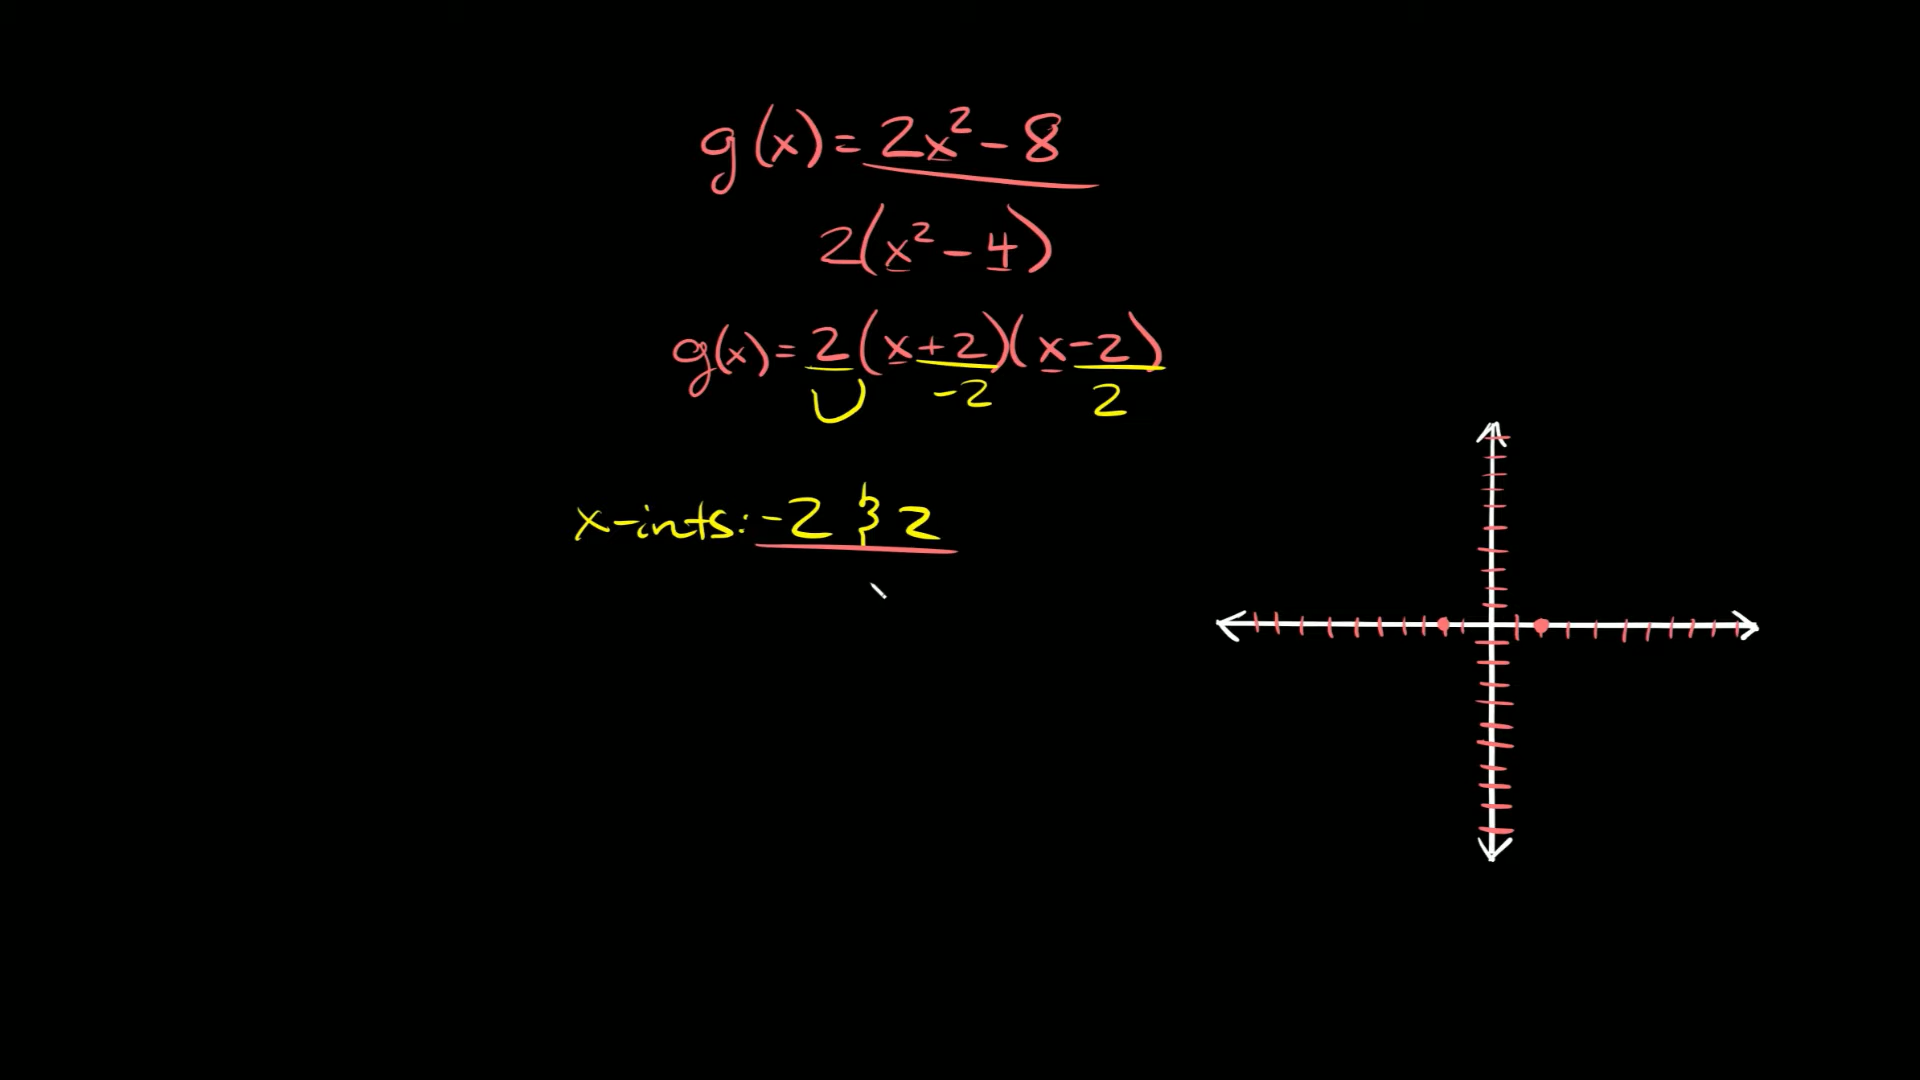 g(x) = 2x² - 8
2(x² - 4)
g(x) = 2(x+2)(x-2)
-2 2
x-ints: -2 & 2